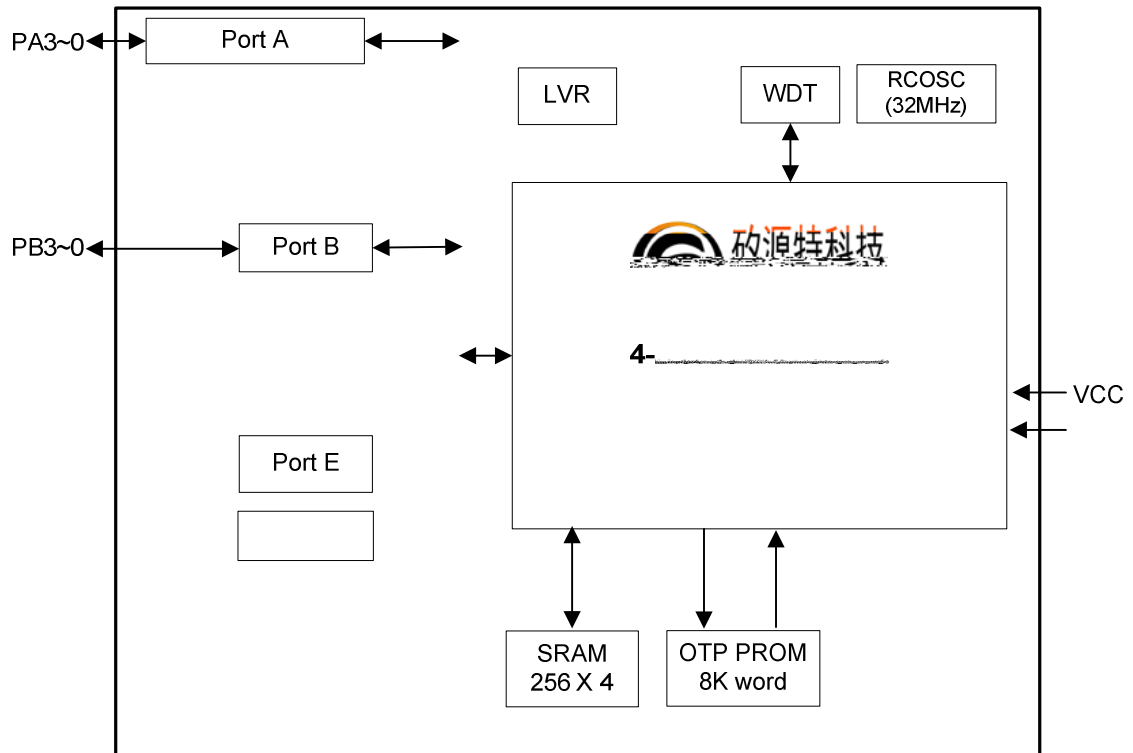 PA3~0
Port A
LVR
WDT
RCOSC
(32MHz)
PB3~0
Port B
矽源特科技
4-
VCC
Port E
SRAM
256 X 4
OTP PROM
8K word